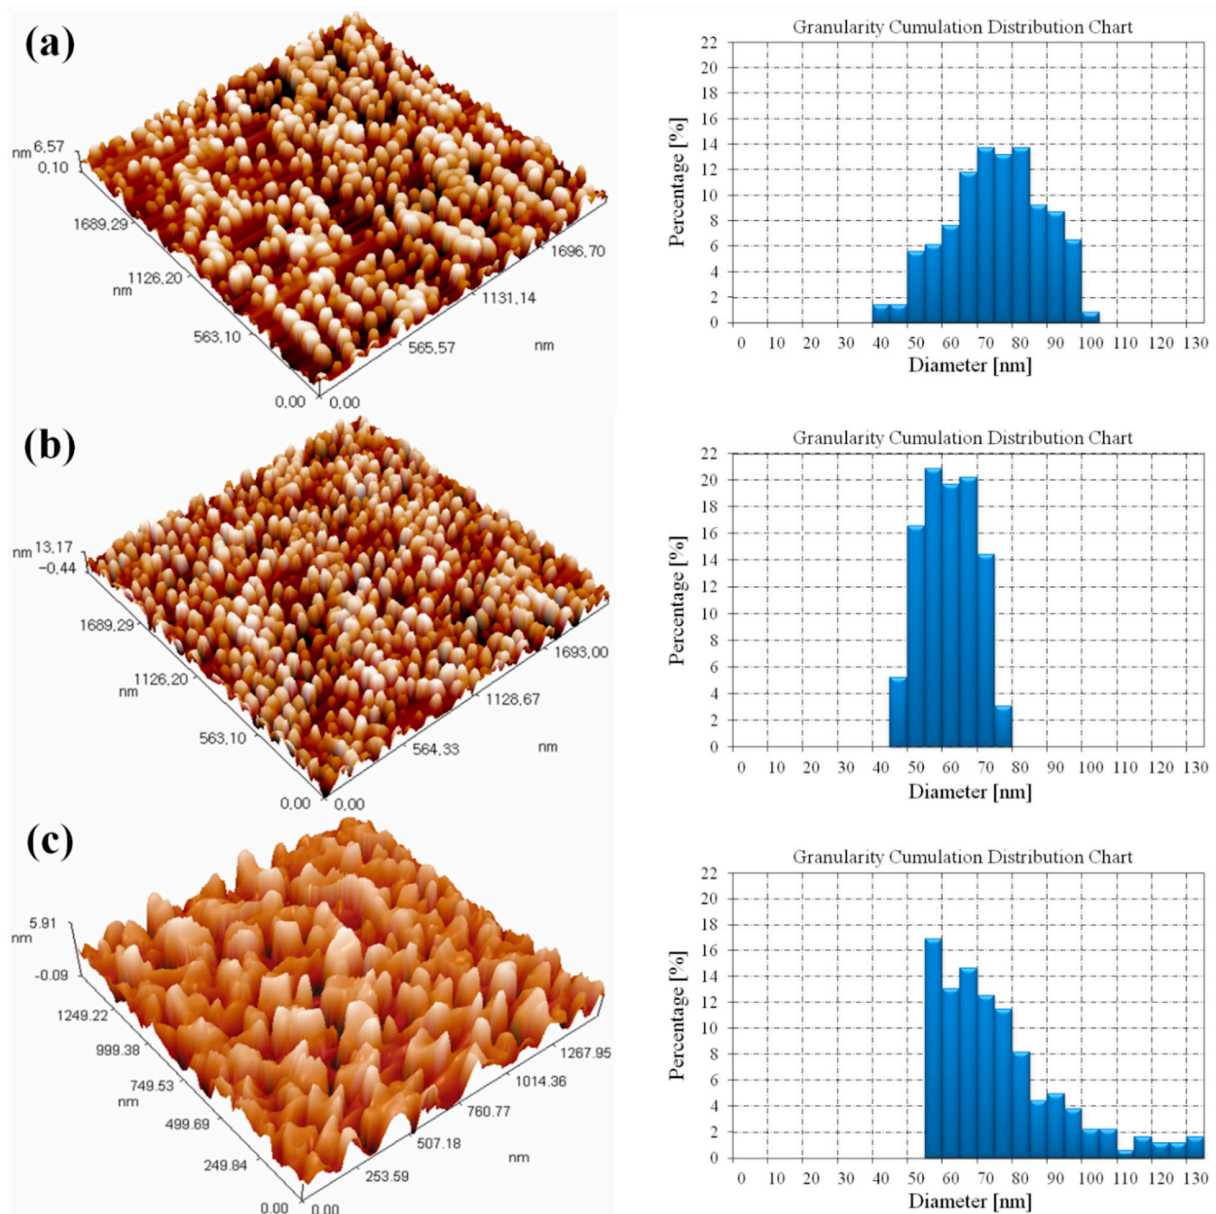 (a)
nm 6.57
0.10
1689.29
1126.20
nm
563.10
0.00
0.00
565.57
1131.14
1696.70
nm
Granularity Cumulation Distribution Chart
Percentage [%]
22
20
18
16
14
12
10
8
6
4
2
0
0 10 20 30 40 50 60 70 80 90 100 110 120 130
Diameter [nm]
(b)
nm 13.17
-0.44
1689.29
1126.20
nm
563.10
0.00
0.00
564.33
1128.67
1693.00
nm
Granularity Cumulation Distribution Chart
Percentage [%]
22
20
18
16
14
12
10
8
6
4
2
0
0 10 20 30 40 50 60 70 80 90 100 110 120 130
Diameter [nm]
(c)
5.91
nm
-0.09
1249.22
999.38
749.53
nm
499.69
249.84
0.00
0.00
253.59
507.18
760.77
1014.36
1267.95
nm
Granularity Cumulation Distribution Chart
Percentage [%]
22
20
18
16
14
12
10
8
6
4
2
0
0 10 20 30 40 50 60 70 80 90 100 110 120 130
Diameter [nm]